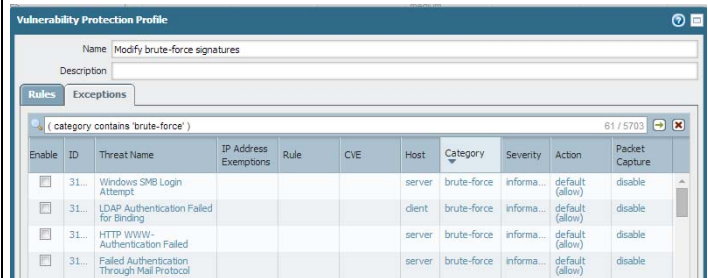 Vulnerability Protection Profile
Name Modify brute-force signatures
Description
Rules Exceptions
( category contains 'brute-force' ) 61 / 5703
Enable ID Threat Name IP Address Exemptions Rule CVE Host Category Severity Action Packet Capture
31... Windows SMB Login Attempt server brute-force informa... default (allow) disable
31... LDAP Authentication Failed for Binding client brute-force informa... default (allow) disable
31... HTTP WWW-Authentication Failed server brute-force informa... default (allow) disable
31... Failed Authentication Through Mail Protocol server brute-force informa... default (allow) disable